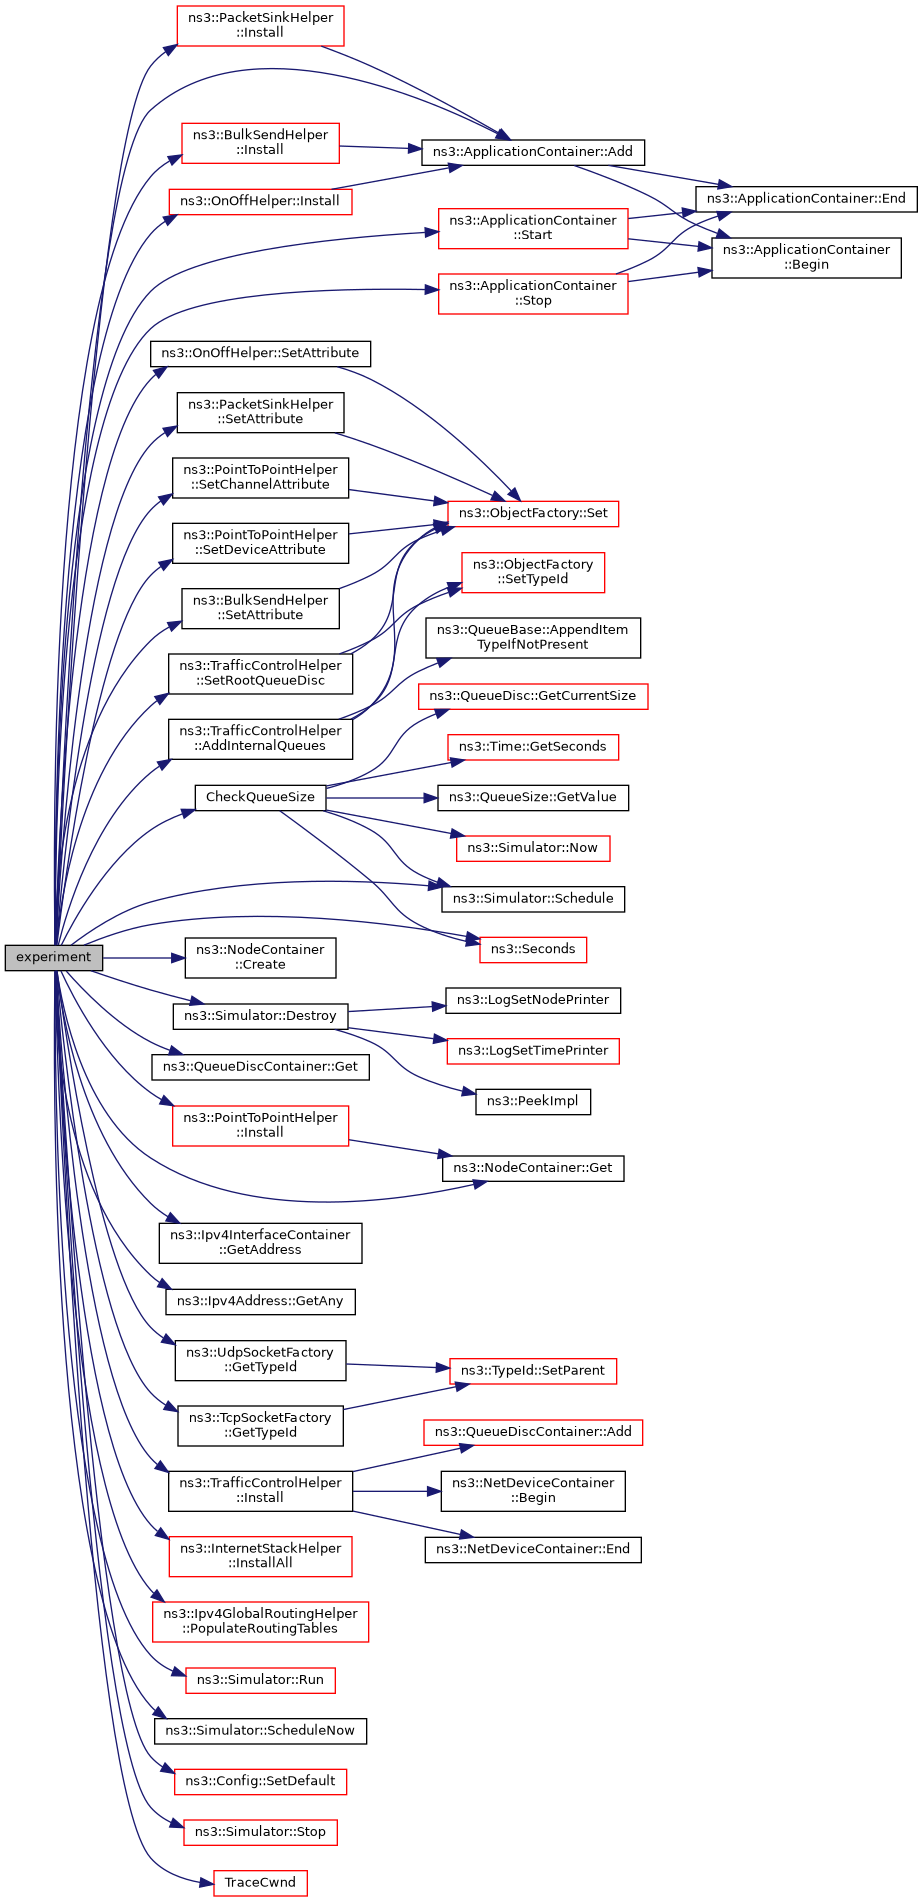 ns3::PacketSinkHelper
::Install
ns3::BulkSendHelper
::Install
ns3::ApplicationContainer::Add
ns3::OnOffHelper::Install
ns3::ApplicationContainer::End
ns3::ApplicationContainer
::Start
ns3::ApplicationContainer
::Begin
ns3::ApplicationContainer
::Stop
ns3::OnOffHelper::SetAttribute
ns3::PacketSinkHelper
::SetAttribute
ns3::PointToPointHelper
::SetChannelAttribute
ns3::ObjectFactory::Set
ns3::PointToPointHelper
::SetDeviceAttribute
ns3::ObjectFactory
::SetTypeId
ns3::BulkSendHelper
::SetAttribute
ns3::QueueBase::AppendItem
TypeIfNotPresent
ns3::TrafficControlHelper
::SetRootQueueDisc
ns3::QueueDisc::GetCurrentSize
ns3::TrafficControlHelper
::AddInternalQueues
ns3::Time::GetSeconds
CheckQueueSize
ns3::QueueSize::GetValue
ns3::Simulator::Now
ns3::Simulator::Schedule
ns3::Seconds
experiment
ns3::NodeContainer
::Create
ns3::LogSetNodePrinter
ns3::Simulator::Destroy
ns3::LogSetTimePrinter
ns3::QueueDiscContainer::Get
ns3::PeekImpl
ns3::PointToPointHelper
::Install
ns3::NodeContainer::Get
ns3::Ipv4InterfaceContainer
::GetAddress
ns3::Ipv4Address::GetAny
ns3::UdpSocketFactory
::GetTypeId
ns3::TypeId::SetParent
ns3::TcpSocketFactory
::GetTypeId
ns3::QueueDiscContainer::Add
ns3::TrafficControlHelper
::Install
ns3::NetDeviceContainer
::Begin
ns3::NetDeviceContainer::End
ns3::InternetStackHelper
::InstallAll
ns3::Ipv4GlobalRoutingHelper
::PopulateRoutingTables
ns3::Simulator::Run
ns3::Simulator::ScheduleNow
ns3::Config::SetDefault
ns3::Simulator::Stop
TraceCwnd